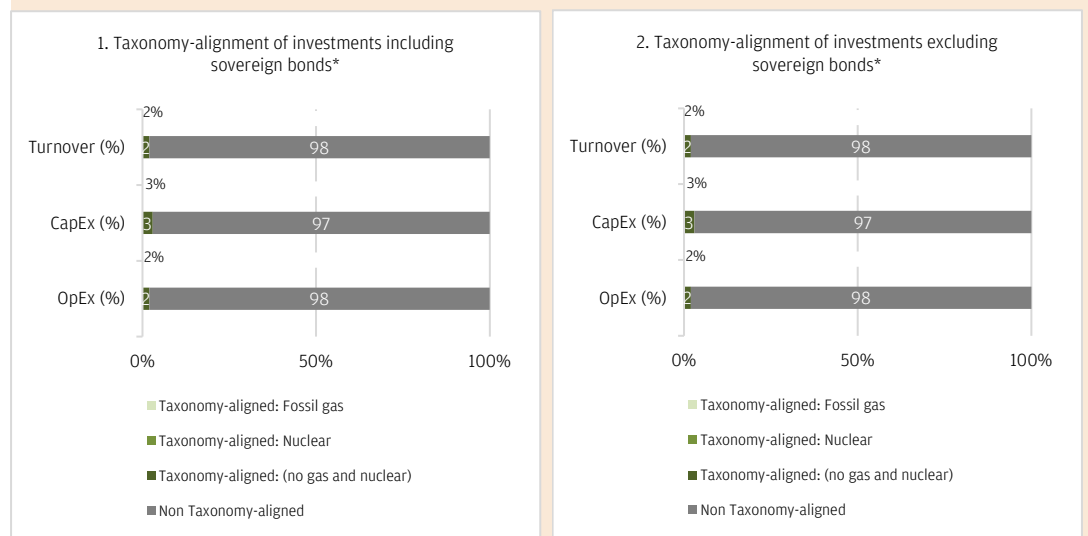 1. Taxonomy-alignment of investments including
sovereign bonds*
2%
Turnover (%)
2
98
3%
CapEx (%)
3
97
2%
OpEx (%)
2
98
0%
50%
100%
Taxonomy-aligned: Fossil gas
Taxonomy-aligned: Nuclear
Taxonomy-aligned: (no gas and nuclear)
Non Taxonomy-aligned
2. Taxonomy-alignment of investments excluding
sovereign bonds*
2%
Turnover (%)
2
98
3%
CapEx (%)
3
97
2%
OpEx (%)
2
98
0%
50%
100%
Taxonomy-aligned: Fossil gas
Taxonomy-aligned: Nuclear
Taxonomy-aligned: (no gas and nuclear)
Non Taxonomy-aligned